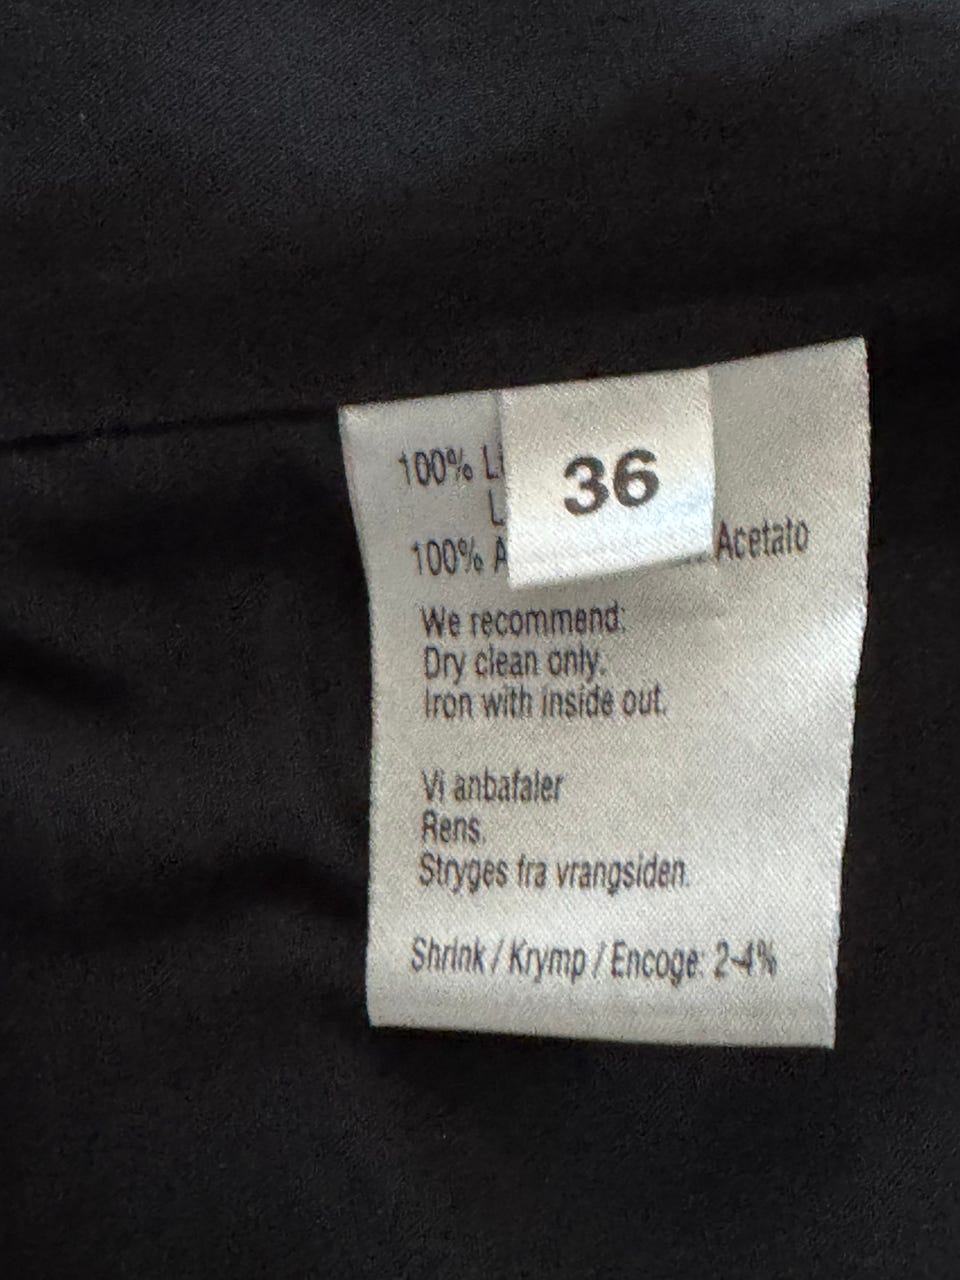 36
100% Li
L
100% A Acetato
We recommend:
Dry clean only.
Iron with inside out.
Vi anbafaler
Rens.
Stryges fra vrangsiden.
Shrink / Krymp / Encoge: 2-4%